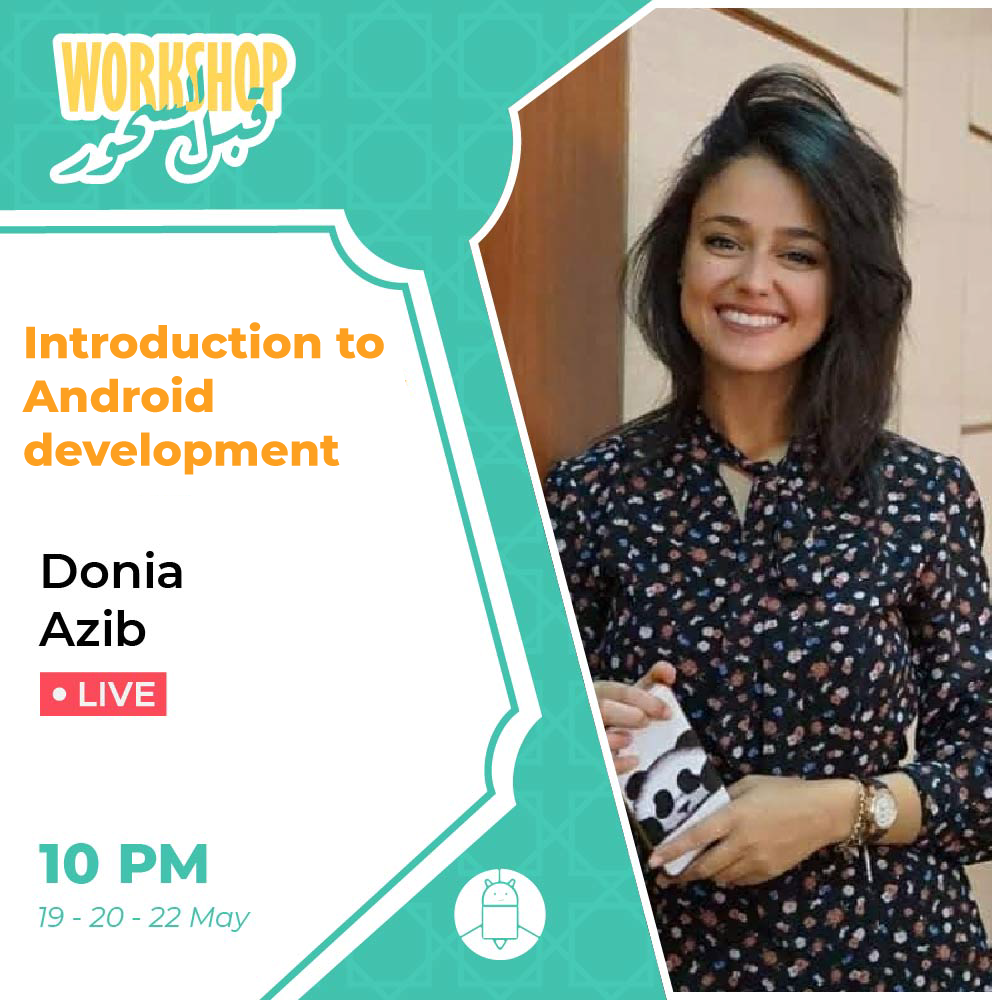 WORKSHOP
قبل السحور
Introduction to
Android
development
Donia
Azib
• LIVE
10 PM
19 - 20 - 22 May